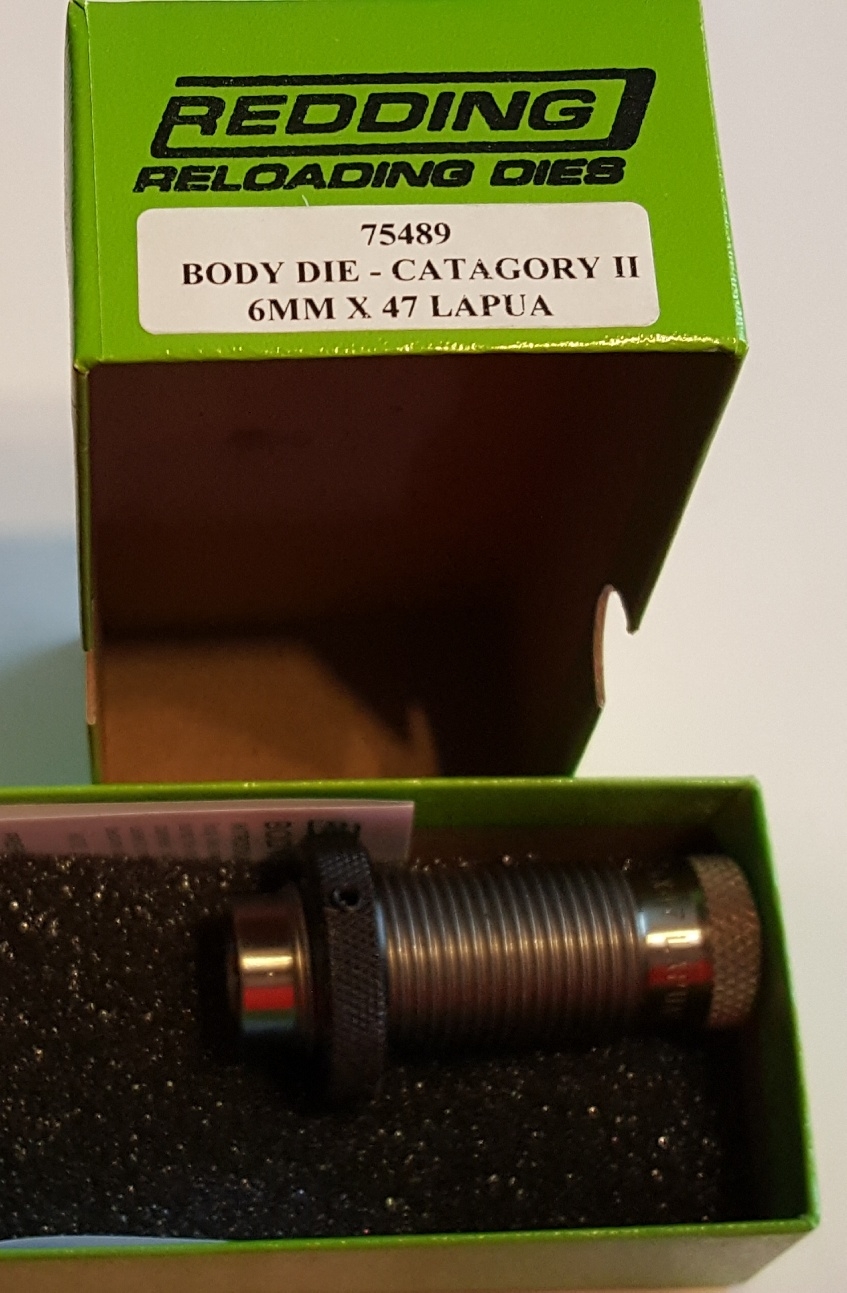 REDDING
RELOADING DIES
75489
BODY DIE - CATAGORY II
6MM X 47 LAPUA